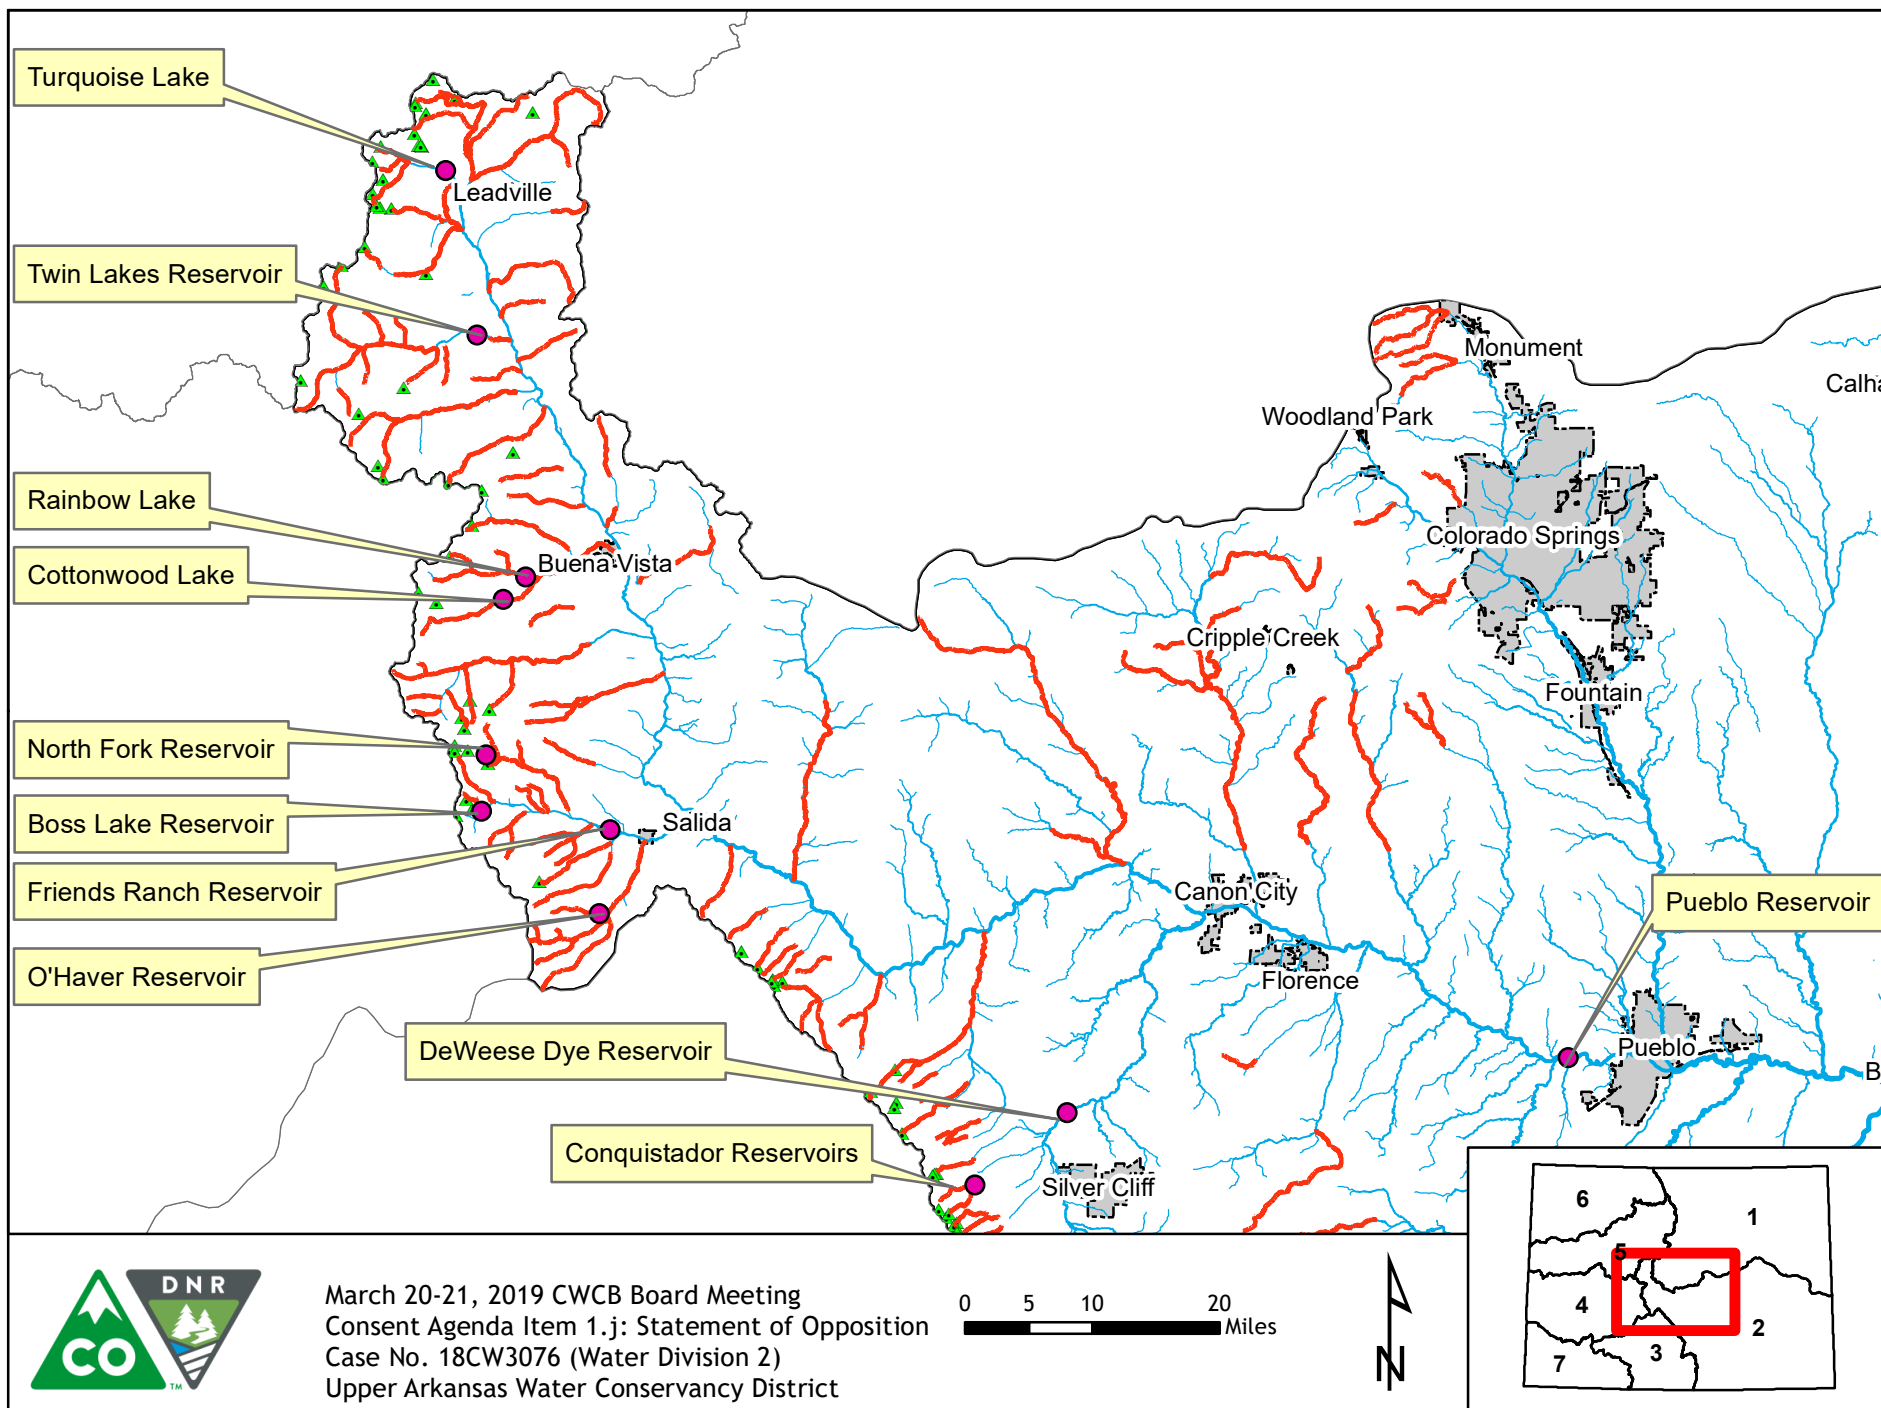 Turquoise Lake
Leadville
Twin Lakes Reservoir
Monument
Calha
Woodland Park
Rainbow Lake
Colorado Springs
Buena Vista
Cottonwood Lake
Cripple Creek
Fountain
North Fork Reservoir
Boss Lake Reservoir
Salida
Friends Ranch Reservoir
Canon City
Pueblo Reservoir
O'Haver Reservoir
Florence
DeWeese Dye Reservoir
Pueblo
B
Conquistador Reservoirs
Silver Cliff
6
1
5
4
2
3
7
DNR
CO
TM
March 20-21, 2019 CWCB Board Meeting
Consent Agenda Item 1.j: Statement of Opposition
Case No. 18CW3076 (Water Division 2)
Upper Arkansas Water Conservancy District
0 5 10 20
Miles
N